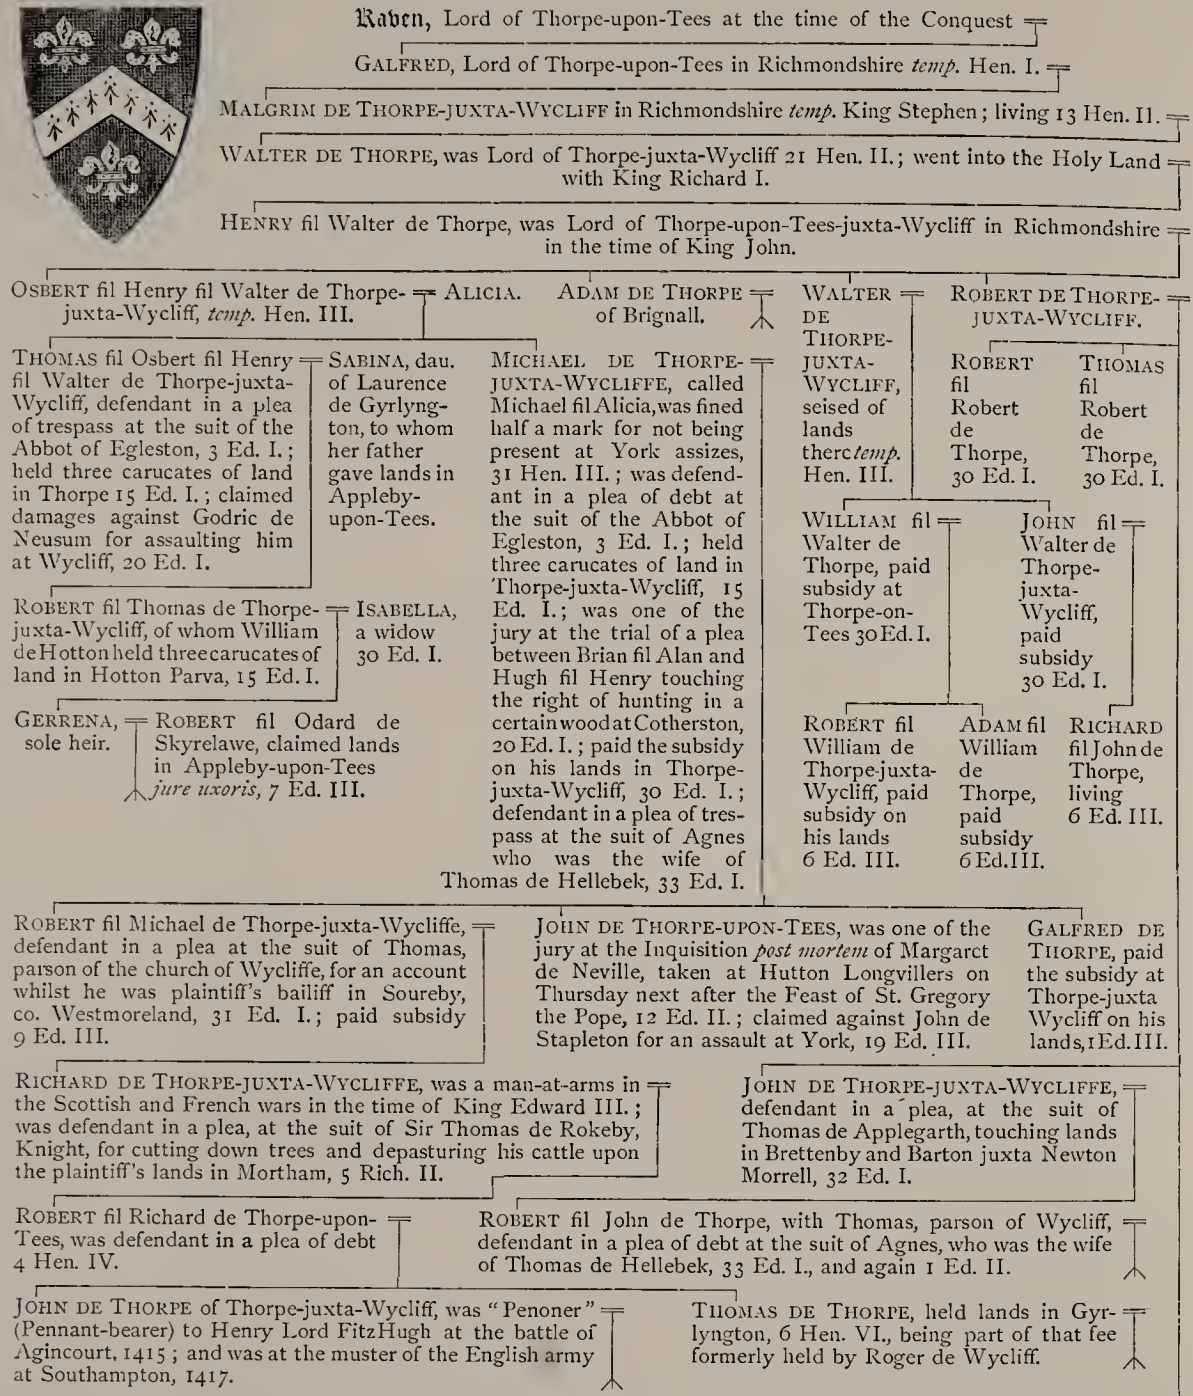 Raven, Lord of Thorpe-upon-Tees at the time of the Conquest
GALFRED, Lord of Thorpe-upon-Tees in Richmondshire temp. Hen. I.
MALGRIM DE THORPE-JUXTA-WYCLIFF in Richmondshire temp. King Stephen; living 13 Hen. II.
WALTER DE THORPE, was Lord of Thorpe-juxta-Wycliff 21 Hen. II.; went into the Holy Land
with King Richard I.
HENRY fil Walter de Thorpe, was Lord of Thorpe-upon-Tees-juxta-Wycliff in Richmondshire
in the time of King John.
OSBERT fil Henry fil Walter de Thorpe-
juxta-Wycliff, temp. Hen. III.
ALICIA.
ADAM DE THORPE
of Brignall.
WALTER
DE
THORPE-
JUXTA-
WYCLIFF,
seised of
lands
there temp.
Hen. III.
ROBERT DE THORPE-
JUXTA-WYCLIFF.
THOMAS fil Osbert fil Henry
fil Walter de Thorpe-juxta-
Wycliff, defendant in a plea
of trespass at the suit of the
Abbot of Egleston, 3 Ed. I.;
held three carucates of land
in Thorpe 15 Ed. I.; claimed
damages against Godric de
Neusum for assaulting him
at Wycliff, 20 Ed. I.
SABINA, dau.
of Laurence
de Gyrlyng-
ton, to whom
her father
gave lands in
Appleby-
upon-Tees.
MICHAEL DE THORPE-
JUXTA-WYCLIFFE, called
Michael fil Alicia, was fined
half a mark for not being
present at York assizes,
31 Hen. III.; was defend-
ant in a plea of debt at
the suit of the Abbot of
Egleston, 3 Ed. I.; held
three carucates of land in
Thorpe-juxta-Wycliff, 15
Ed. I.; was one of the
jury at the trial of a plea
between Brian fil Alan and
Hugh fil Henry touching
the right of hunting in a
certain wood at Cotherston,
20 Ed. I.; paid the subsidy
on his lands in Thorpe-
juxta-Wycliff, 30 Ed. I.;
defendant in a plea of tres-
pass at the suit of Agnes
who was the wife of
Thomas de Hellebek, 33 Ed. I.
ROBERT
fil
Robert
de
Thorpe,
30 Ed. I.
THOMAS
fil
Robert
de
Thorpe,
30 Ed. I.
WILLIAM fil
Walter de
Thorpe, paid
subsidy at
Thorpe-on-
Tees 30 Ed. I.
JOHN fil
Walter de
Thorpe-
juxta-
Wycliff,
paid
subsidy
30 Ed. I.
ROBERT fil Thomas de Thorpe-
juxta-Wycliff, of whom William
de Hotton held three carucates of
land in Hotton Parva, 15 Ed. I.
ISABELLA,
a widow
30 Ed. I.
GERRENA,
sole heir.
ROBERT fil Odard de
Skyrelawe, claimed lands
in Appleby-upon-Tees
jure uxoris, 7 Ed. III.
ROBERT fil
William de
Thorpe-juxta-
Wycliff, paid
subsidy on
his lands
6 Ed. III.
ADAM fil
William
de
Thorpe,
paid
subsidy
6 Ed. III.
RICHARD
fil John de
Thorpe,
living
6 Ed. III.
ROBERT fil Michael de Thorpe-juxta-Wycliffe,
defendant in a plea at the suit of Thomas,
parson of the church of Wycliffe, for an account
whilst he was plaintiff's bailiff in Soureby,
co. Westmoreland, 31 Ed. I.; paid subsidy
9 Ed. III.
JOHN DE THORPE-UPON-TEES, was one of the
jury at the Inquisition post mortem of Margaret
de Neville, taken at Hutton Longvillers on
Thursday next after the Feast of St. Gregory
the Pope, 12 Ed. II.; claimed against John de
Stapleton for an assault at York, 19 Ed. III.
GALFRED DE
THORPE, paid
the subsidy at
Thorpe-juxta
Wycliff on his
lands, 1 Ed. III.
RICHARD DE THORPE-JUXTA-WYCLIFFE, was a man-at-arms in
the Scottish and French wars in the time of King Edward III.;
was defendant in a plea, at the suit of Sir Thomas de Rokeby,
Knight, for cutting down trees and depasturing his cattle upon
the plaintiff's lands in Mortham, 5 Rich. II.
JOHN DE THORPE-JUXTA-WYCLIFFE,
defendant in a plea, at the suit of
Thomas de Applegarth, touching lands
in Brettenby and Barton juxta Newton
Morrell, 32 Ed. I.
ROBERT fil Richard de Thorpe-upon-
Tees, was defendant in a plea of debt
4 Hen. IV.
ROBERT fil John de Thorpe, with Thomas, parson of Wycliff,
defendant in a plea of debt at the suit of Agnes, who was the wife
of Thomas de Hellebek, 33 Ed. I., and again 1 Ed. II.
JOHN DE THORPE of Thorpe-juxta-Wycliff, was "Penoner"
(Pennant-bearer) to Henry Lord FitzHugh at the battle of
Agincourt, 1415; and was at the muster of the English army
at Southampton, 1417.
THOMAS DE THORPE, held lands in Gyr-
lyngton, 6 Hen. VI., being part of that fee
formerly held by Roger de Wycliff.